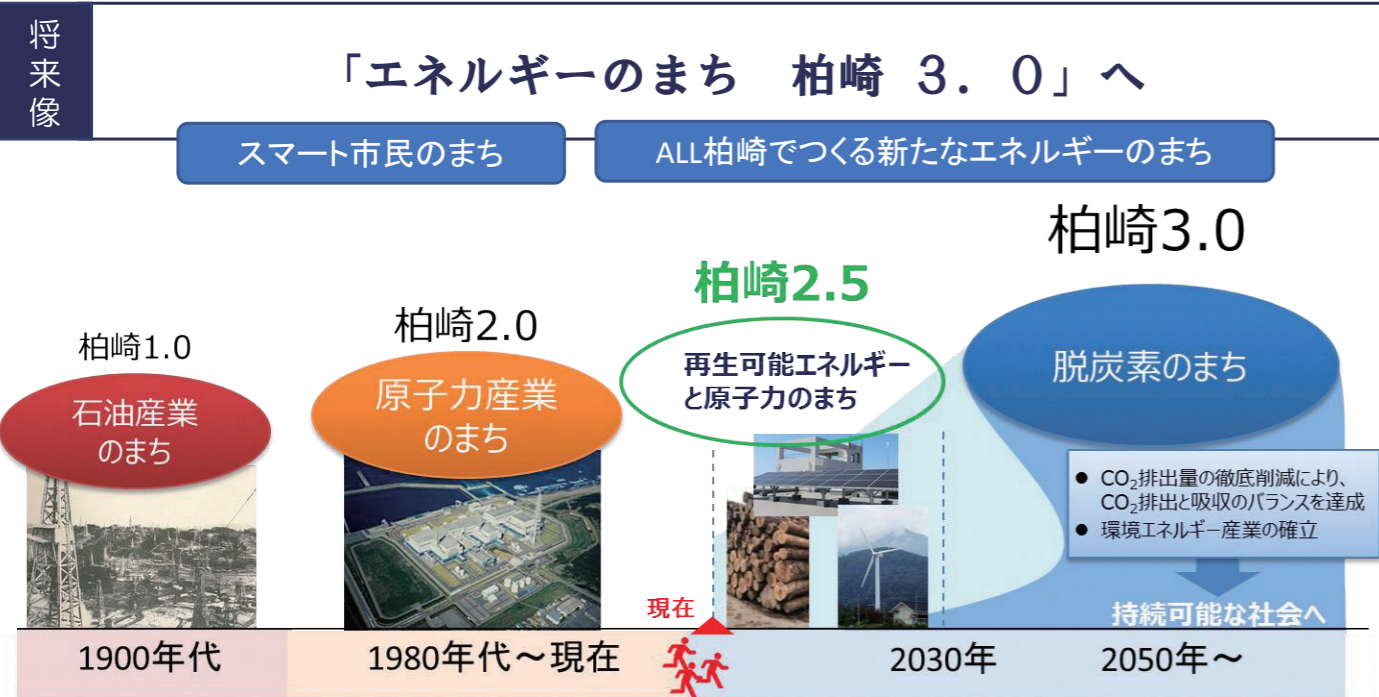 将来像
「エネルギーのまち 柏崎 3.0」へ
スマート市民のまち
ALL柏崎でつくる新たなエネルギーのまち
柏崎1.0
石油産業
のまち
柏崎2.0
原子力産業
のまち
柏崎2.5
再生可能エネルギー
と原子力のまち
柏崎3.0
脱炭素のまち
● CO₂排出量の徹底削減により、
CO₂排出と吸収のバランスを達成
● 環境エネルギー産業の確立
持続可能な社会へ
現在
1900年代
1980年代～現在
2030年
2050年～